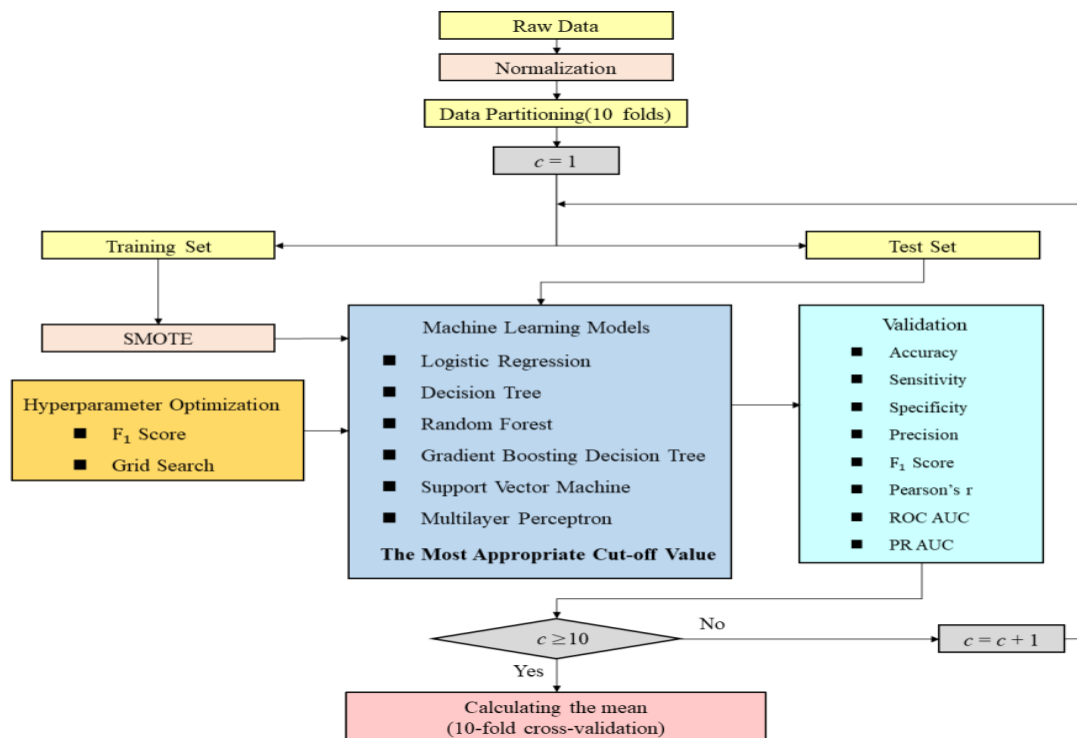 Raw Data
Normalization
Data Partitioning(10 folds)
c = 1
Training Set
Test Set
SMOTE
Hyperparameter Optimization
■ F₁ Score
■ Grid Search
Machine Learning Models
■ Logistic Regression
■ Decision Tree
■ Random Forest
■ Gradient Boosting Decision Tree
■ Support Vector Machine
■ Multilayer Perceptron
The Most Appropriate Cut-off Value
Validation
■ Accuracy
■ Sensitivity
■ Specificity
■ Precision
■ F₁ Score
■ Pearson's r
■ ROC AUC
■ PR AUC
c ≥10
No
c = c + 1
Yes
Calculating the mean
(10-fold cross-validation)